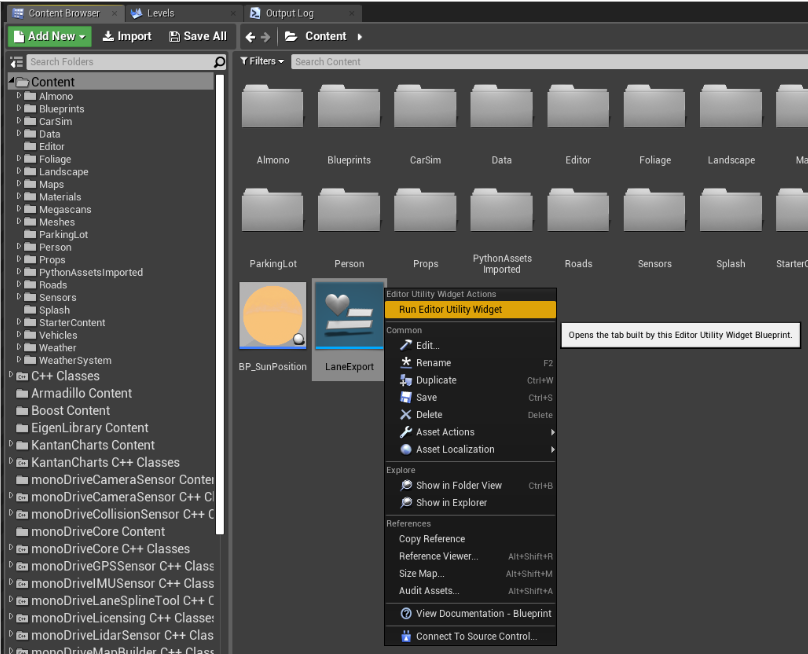 Content Browser
Levels
Output Log
Add New
Import
Save All
Content
Search Folders
Filters
Search Content
Content
Almono
Blueprints
CarSim
Data
Editor
Foliage
Landscape
Maps
Materials
Megascans
Meshes
ParkingLot
Person
Props
PythonAssetsImported
Roads
Sensors
Splash
StarterContent
Vehicles
Weather
WeatherSystem
C++ Classes
Armadillo Content
Boost Content
EigenLibrary Content
KantanCharts Content
KantanCharts C++ Classes
monoDriveCameraSensor Conter
monoDriveCameraSensor C++ Cl
monoDriveCollisionSensor C++ C
monoDriveCore Content
monoDriveCore C++ Classes
monoDriveGPSSensor C++ Class
monoDriveIMUSensor C++ Class
monoDriveLaneSplineTool C++ C
monoDriveLicensing C++ Classes
monoDriveLidarSensor C++ Clas
monoDriveMapBuilder C++ Clas
Almono
Blueprints
CarSim
Data
Editor
Foliage
Landscape
Ma
ParkingLot
Person
Props
PythonAssets
Imported
Roads
Sensors
Splash
StarterC
BP_SunPosition
LaneExport
Editor Utility Widget Actions
Run Editor Utility Widget
Opens the tab built by this Editor Utility Widget Blueprint.
Common
Edit...
Rename F2
Duplicate Ctrl+W
Save Ctrl+S
Delete Delete
Asset Actions
Asset Localization
Explore
Show in Folder View Ctrl+B
Show in Explorer
References
Copy Reference
Reference Viewer... Alt+Shift+R
Size Map... Alt+Shift+M
Audit Assets... Alt+Shift+A
View Documentation - Blueprint
Connect To Source Control...